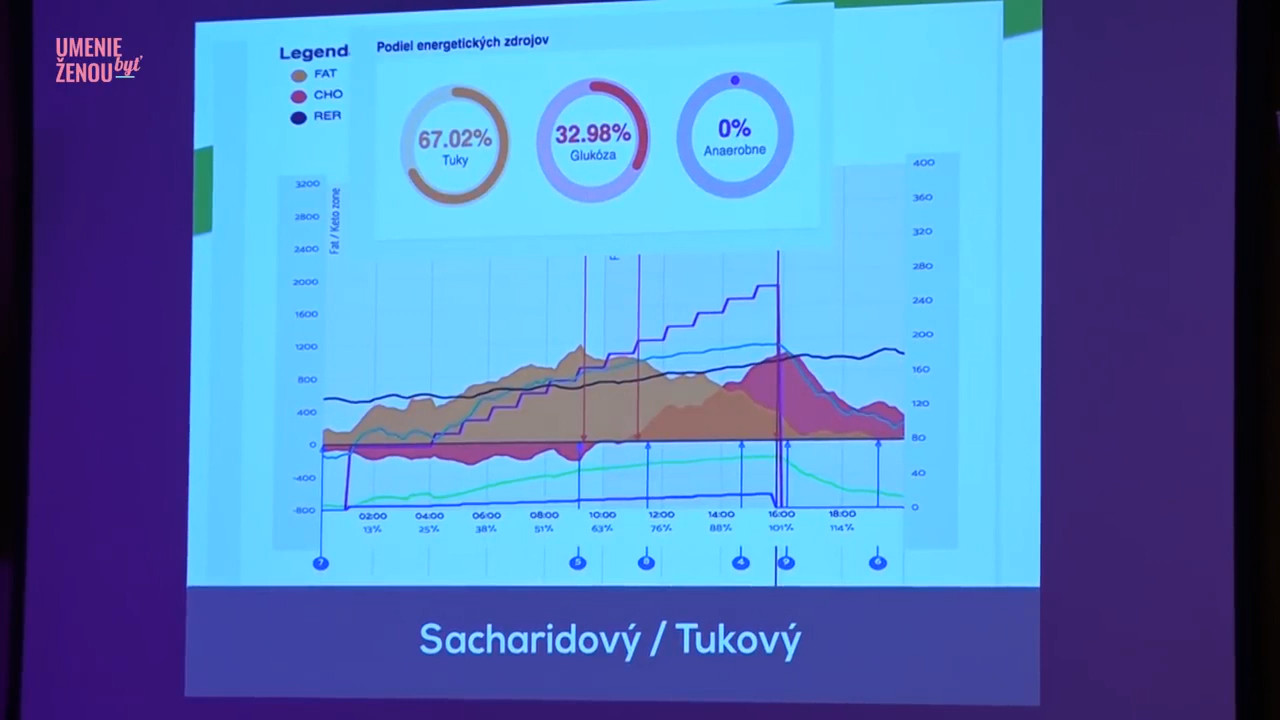 UMENIE
ŽENOU byť
Legend
FAT
CHO
RER
Podiel energetických zdrojov
67.02%
Tuky
32.98%
Glukóza
0%
Anaerobne
Fat / Keto zone
F
3200
2800
2400
2000
1600
1200
800
400
0
-400
-800
400
360
320
280
240
200
160
120
80
40
0
02:00 04:00 06:00 08:00 10:00 12:00 14:00 16:00 18:00
13% 25% 38% 51% 63% 76% 88% 101% 114%
Sacharidový / Tukový